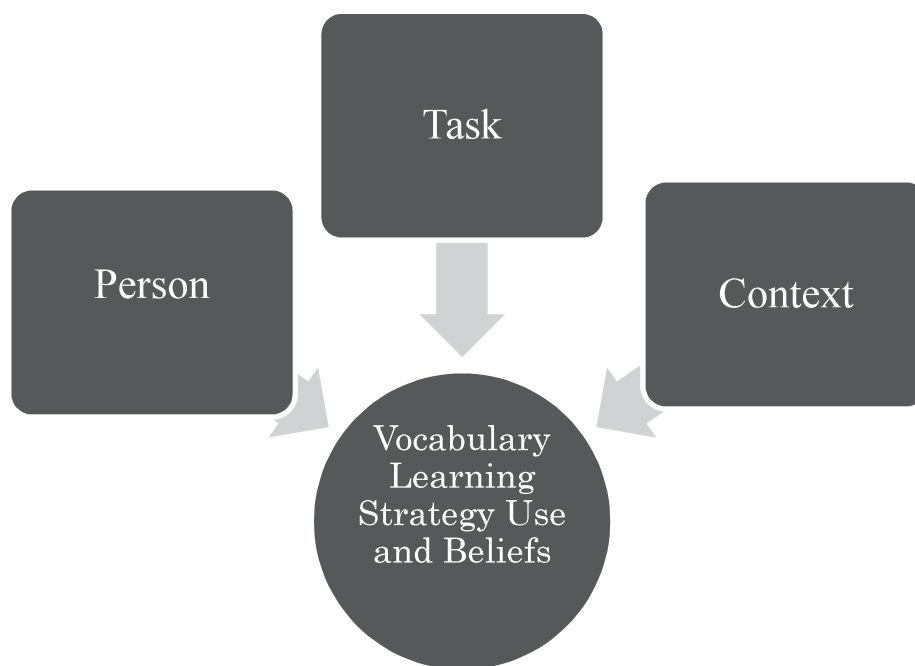 Task
Person
Context
Vocabulary
Learning
Strategy Use
and Beliefs